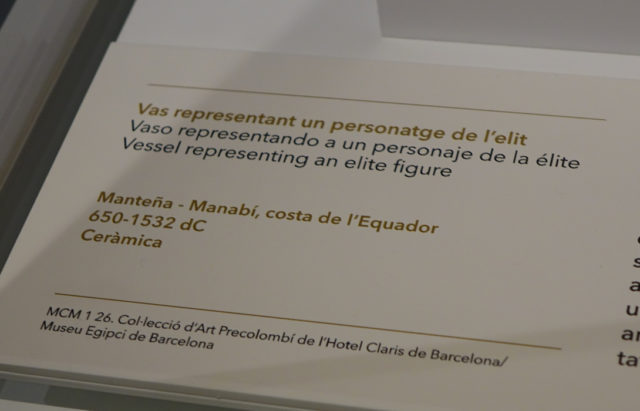 Vas representant un personatge de l'elit
Vaso representando a un personaje de la élite
Vessel representing an elite figure
Manteña - Manabí, costa de l'Equador
650-1532 dC
Ceràmica
MCM 1 26. Col·lecció d'Art Precolombí de l'Hotel Claris de Barcelona/
Museu Egipci de Barcelona